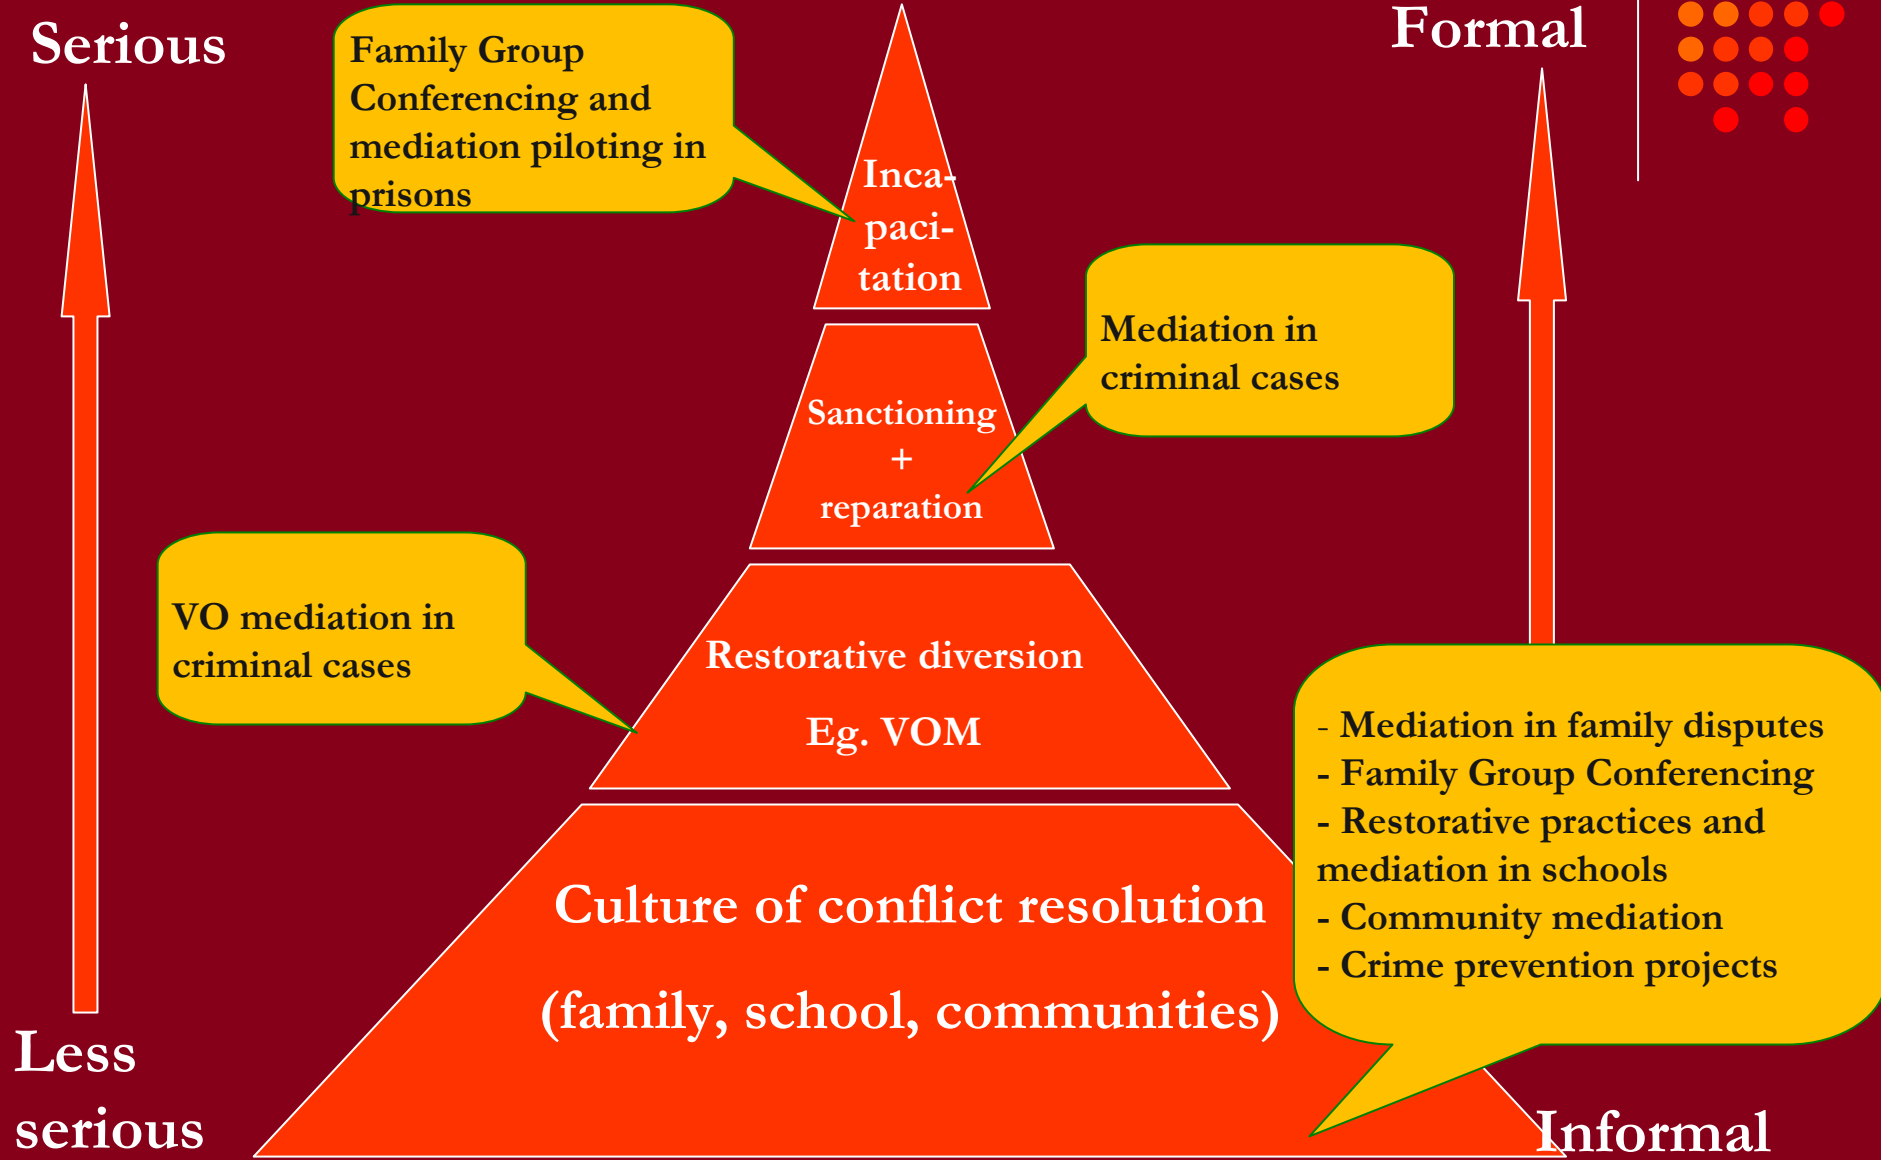 Serious
Formal
Family Group
Conferencing and
mediation piloting in
prisons
Inca-
paci-
tation
Mediation in
criminal cases
Sanctioning
+
reparation
VO mediation in
criminal cases
Restorative diversion
Eg. VOM
- Mediation in family disputes
- Family Group Conferencing
- Restorative practices and
mediation in schools
- Community mediation
- Crime prevention projects
Culture of conflict resolution
(family, school, communities)
Less
serious
Informal